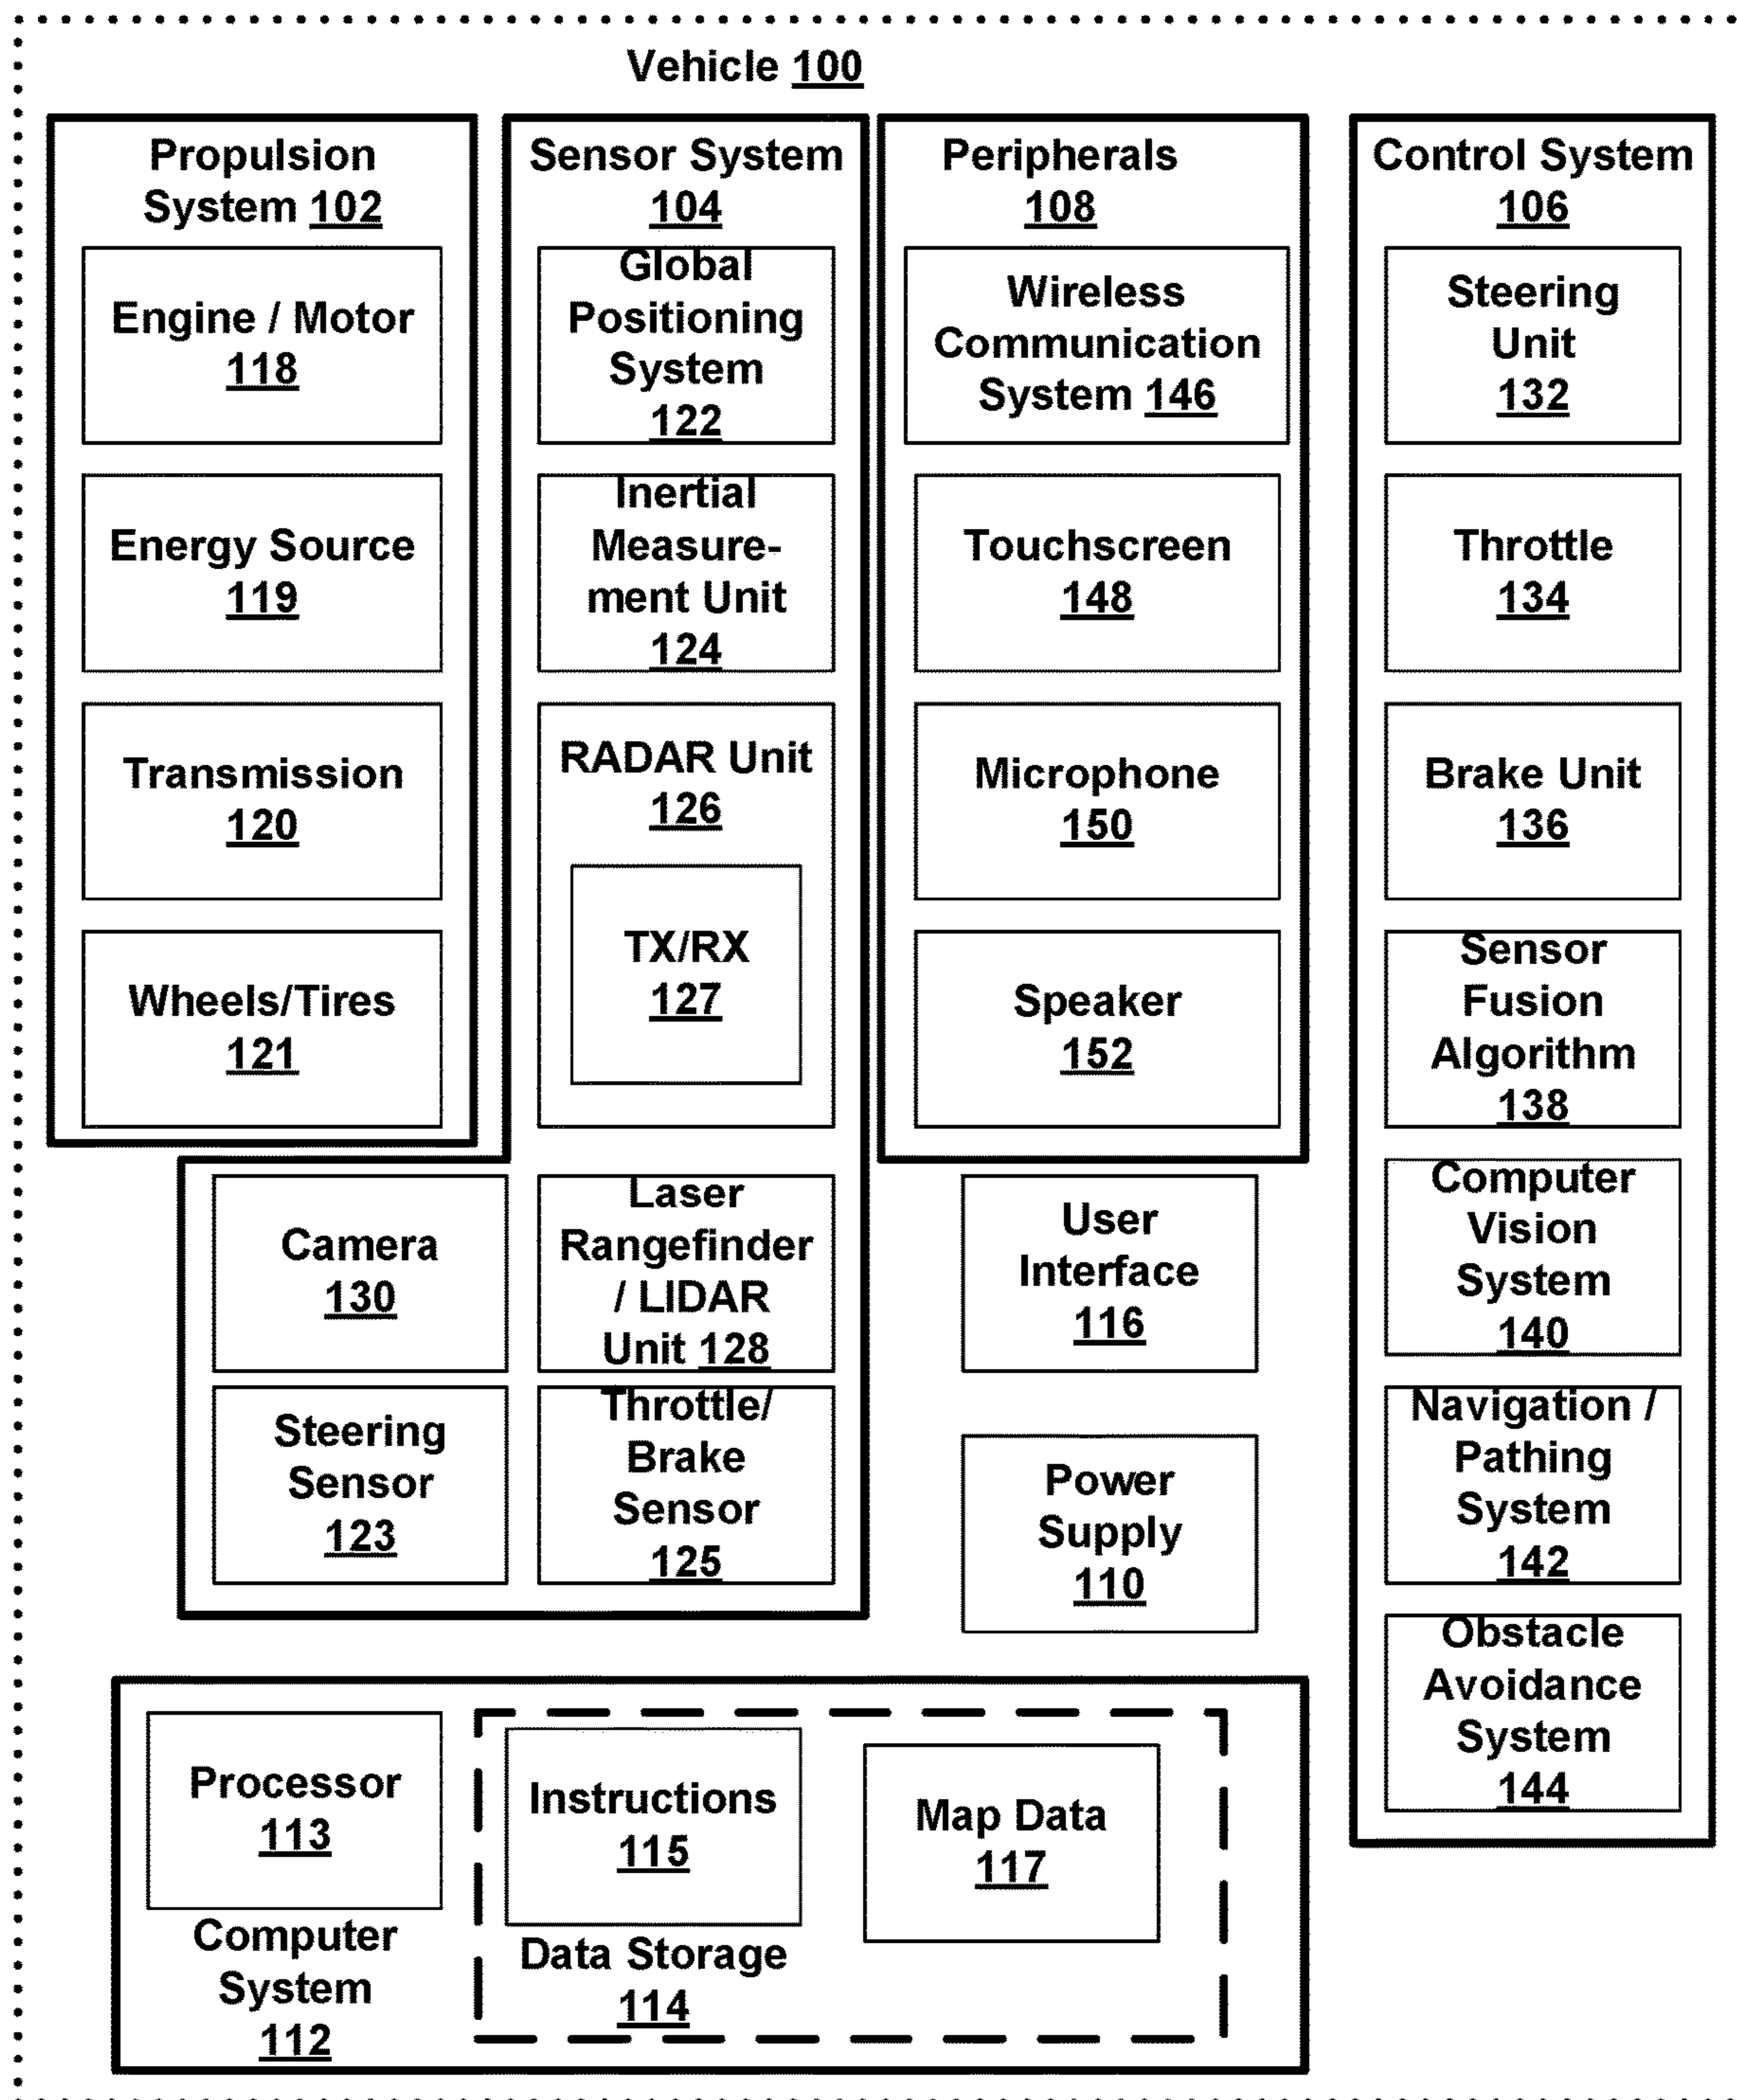 Vehicle 100
Propulsion
System 102
Engine / Motor
118
Energy Source
119
Transmission
120
Wheels/Tires
121
Sensor System
104
Global
Positioning
System
122
Inertial
Measure-
ment Unit
124
RADAR Unit
126
TX/RX
127
Camera
130
Laser
Rangefinder
/ LIDAR
Unit 128
Steering
Sensor
123
Throttle/
Brake
Sensor
125
Peripherals
108
Wireless
Communication
System 146
Touchscreen
148
Microphone
150
Speaker
152
User
Interface
116
Power
Supply
110
Control System
106
Steering
Unit
132
Throttle
134
Brake Unit
136
Sensor
Fusion
Algorithm
138
Computer
Vision
System
140
Navigation /
Pathing
System
142
Obstacle
Avoidance
System
144
Processor
113
Computer
System
112
Instructions
115
Map Data
117
Data Storage
114